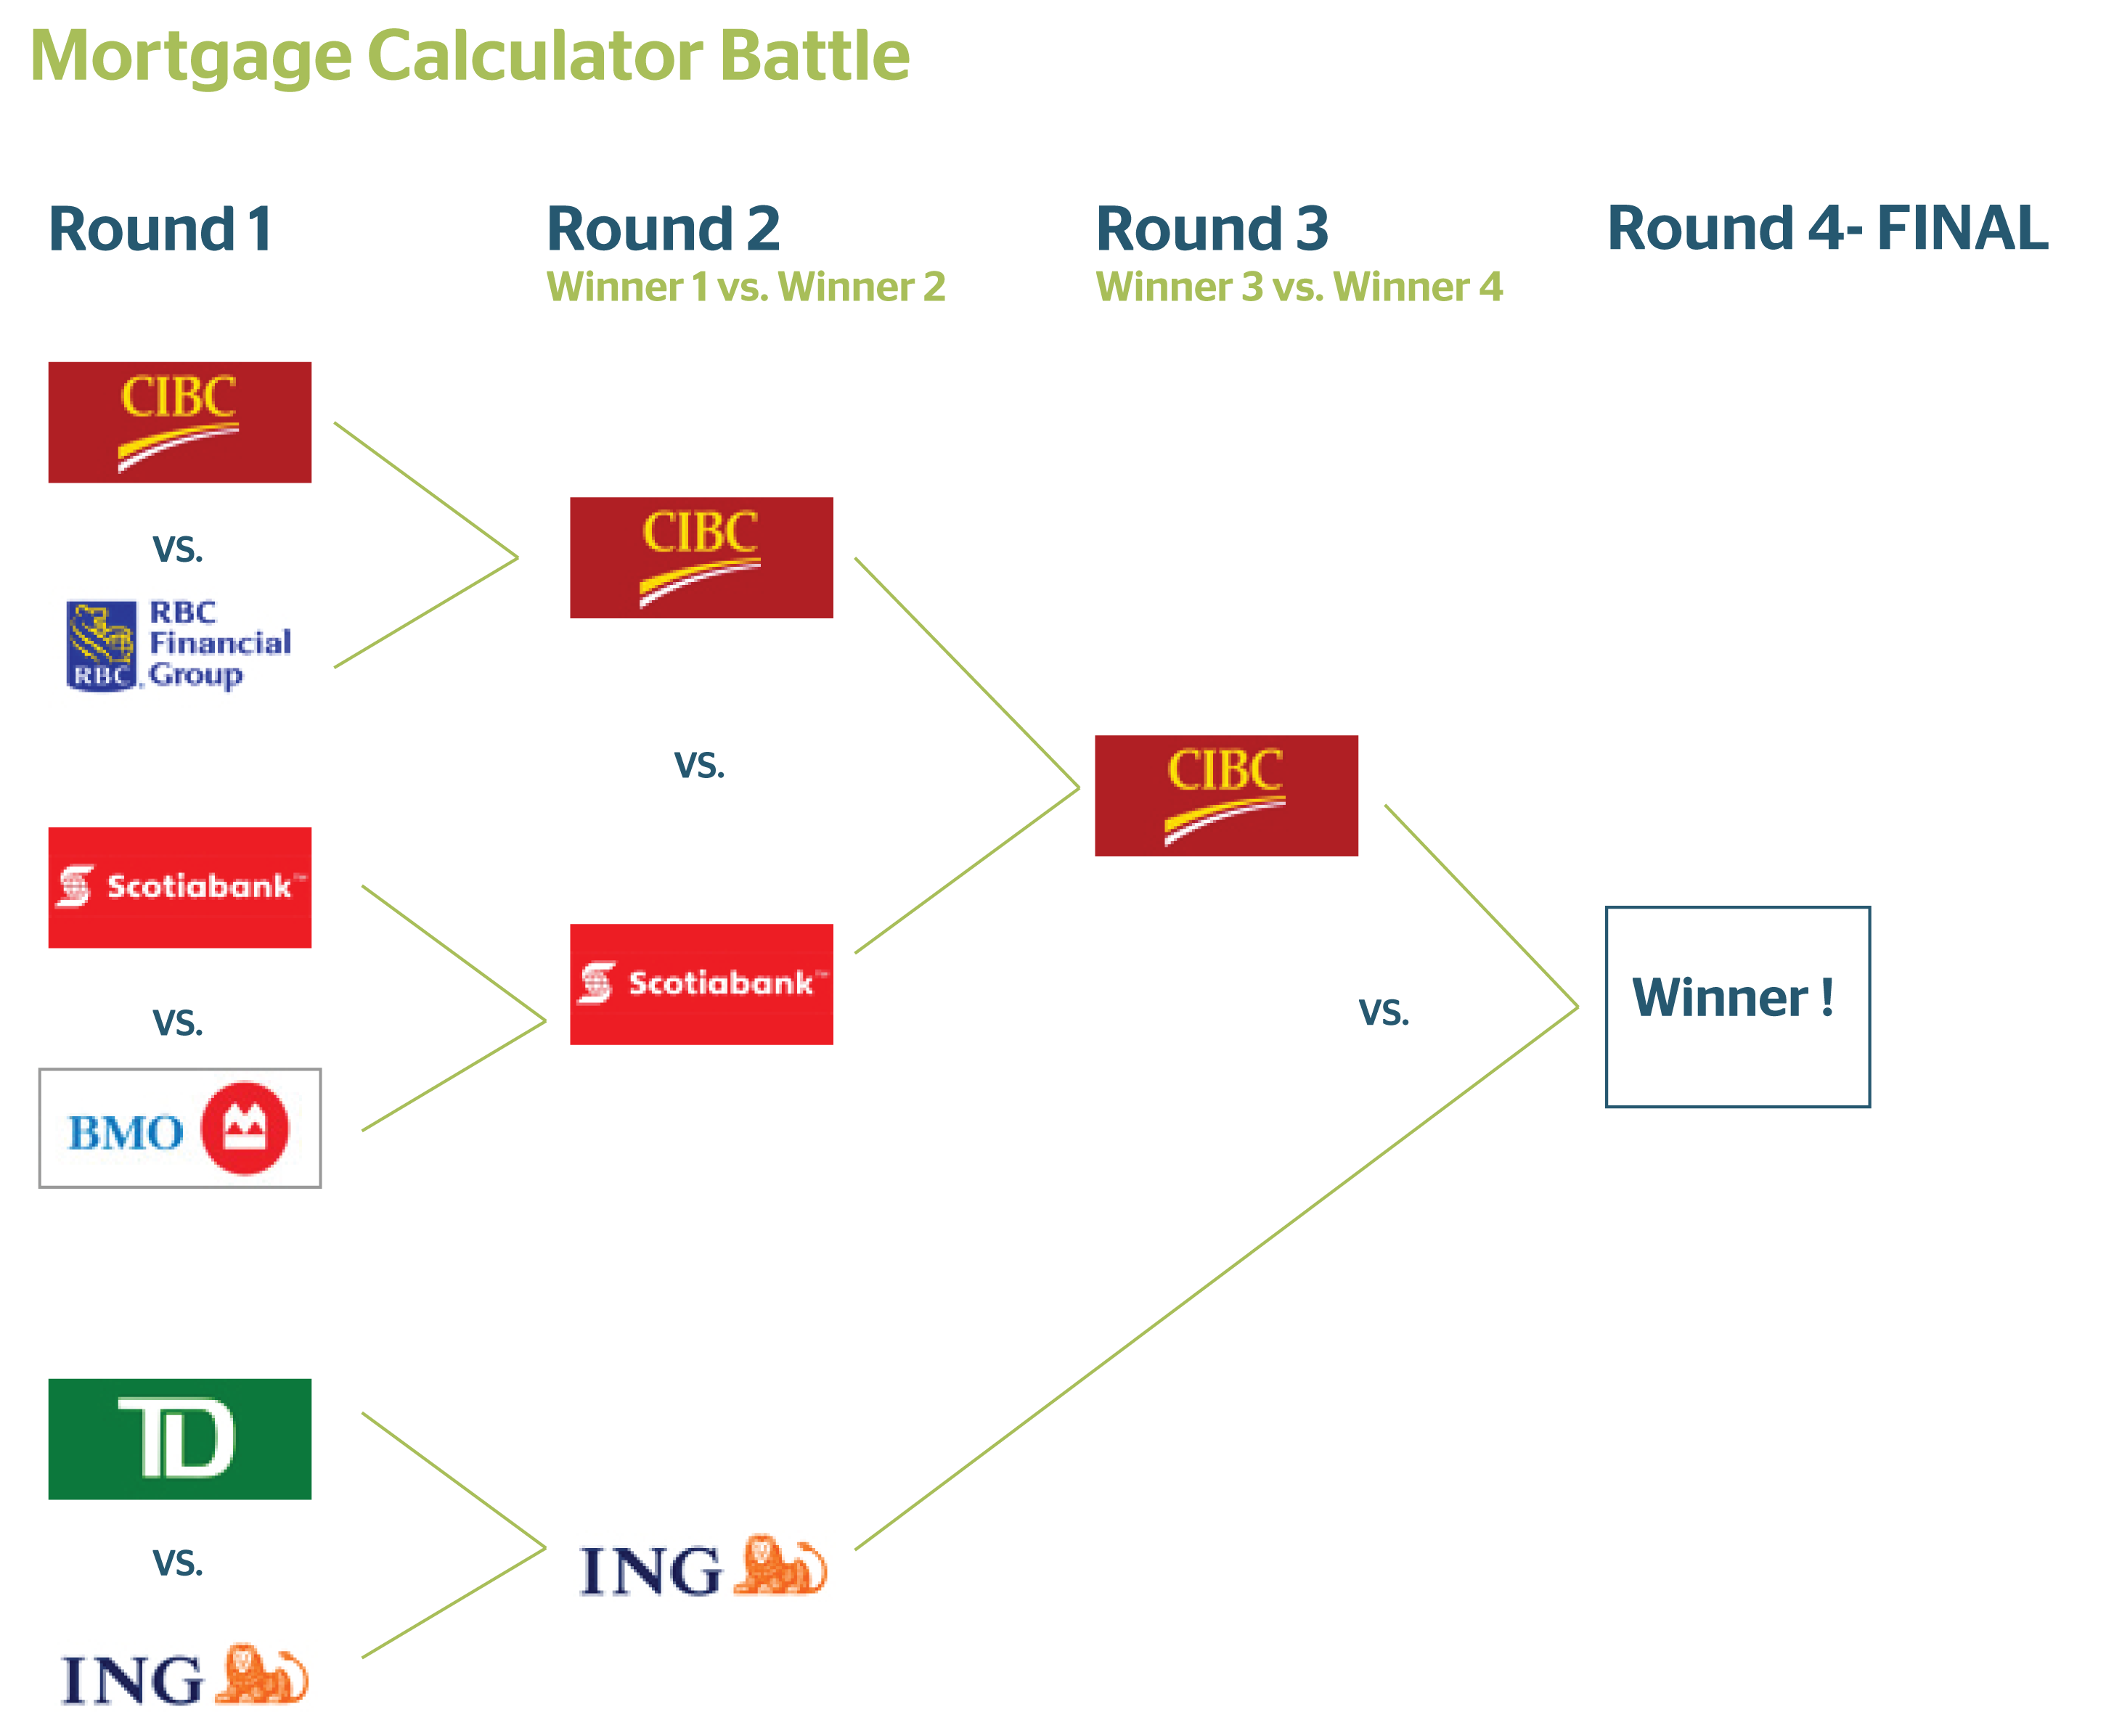 Mortgage Calculator Battle
Round 1
Round 2
Winner 1 vs. Winner 2
Round 3
Winner 3 vs. Winner 4
Round 4- FINAL
CIBC
vs.
RBC
Financial
Group
RBC
Scotiabank™
vs.
BMO
TD
vs.
ING
CIBC
vs.
Scotiabank™
ING
CIBC
vs.
Winner !